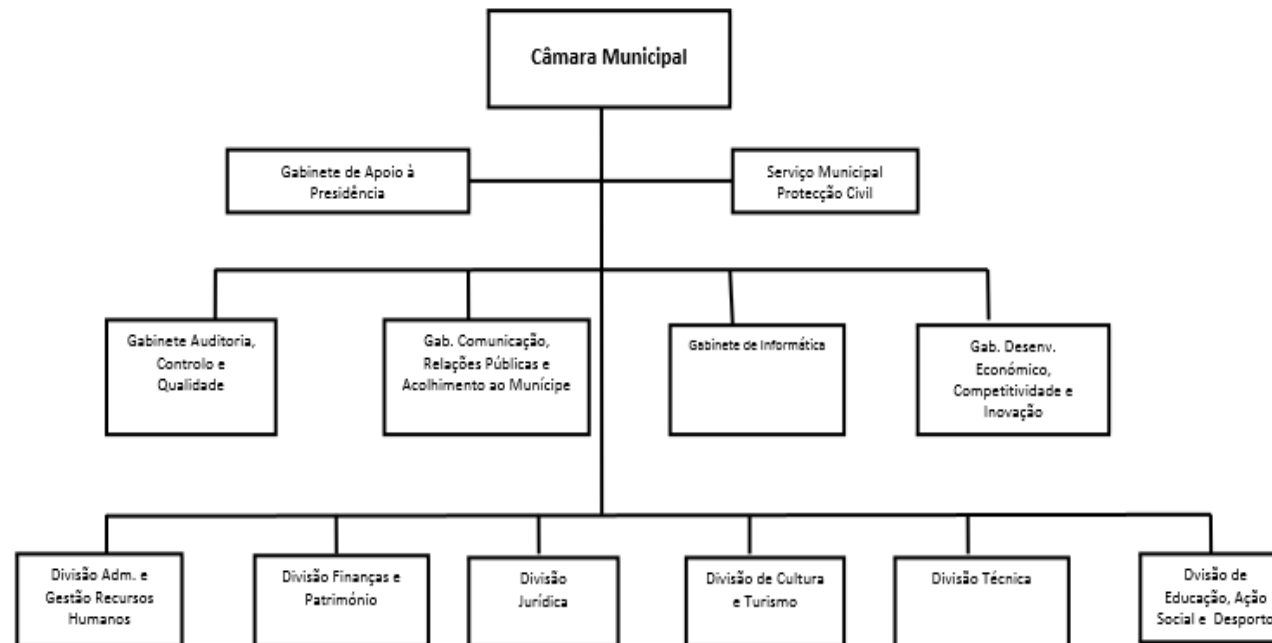 Câmara Municipal
Gabinete de Apoio à
Presidência
Serviço Municipal
Protecção Civil
Gabinete Auditoria,
Controlo e
Qualidade
Gab. Comunicação,
Relações Públicas e
Acolhimento ao Munícipe
Gabinete de Informática
Gab. Desenv.
Económico,
Competitividade e
Inovação
Divisão Adm. e
Gestão Recursos
Humanos
Divisão Finanças e
Património
Divisão
Jurídica
Divisão de Cultura
e Turismo
Divisão Técnica
Dvisão de
Educação, Ação
Social e Desporto